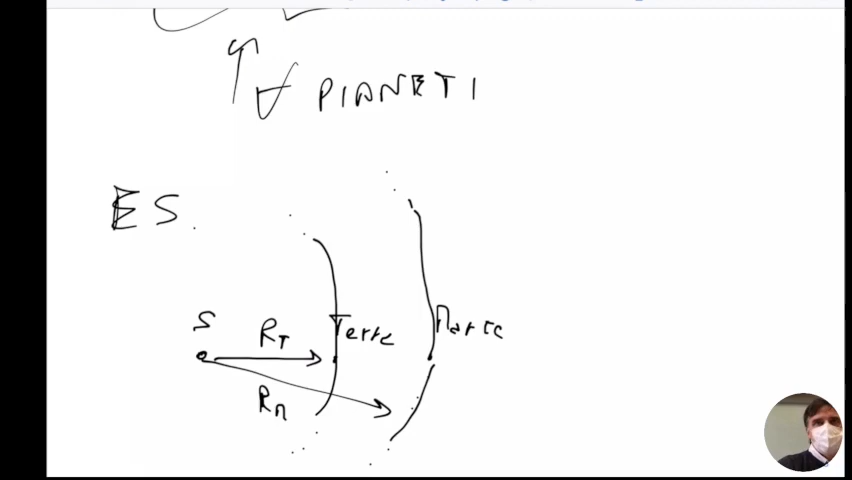 ∀ PIANETI
ES.
S
R_T
Terra
Marte
R_M